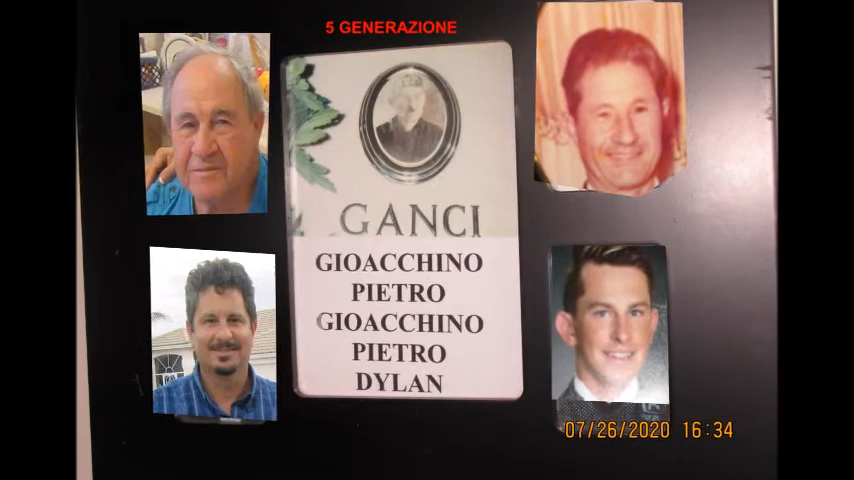 5 GENERAZIONE
GANCI
GIOACCHINO
PIETRO
GIOACCHINO
PIETRO
DYLAN
07/26/2020 16:34